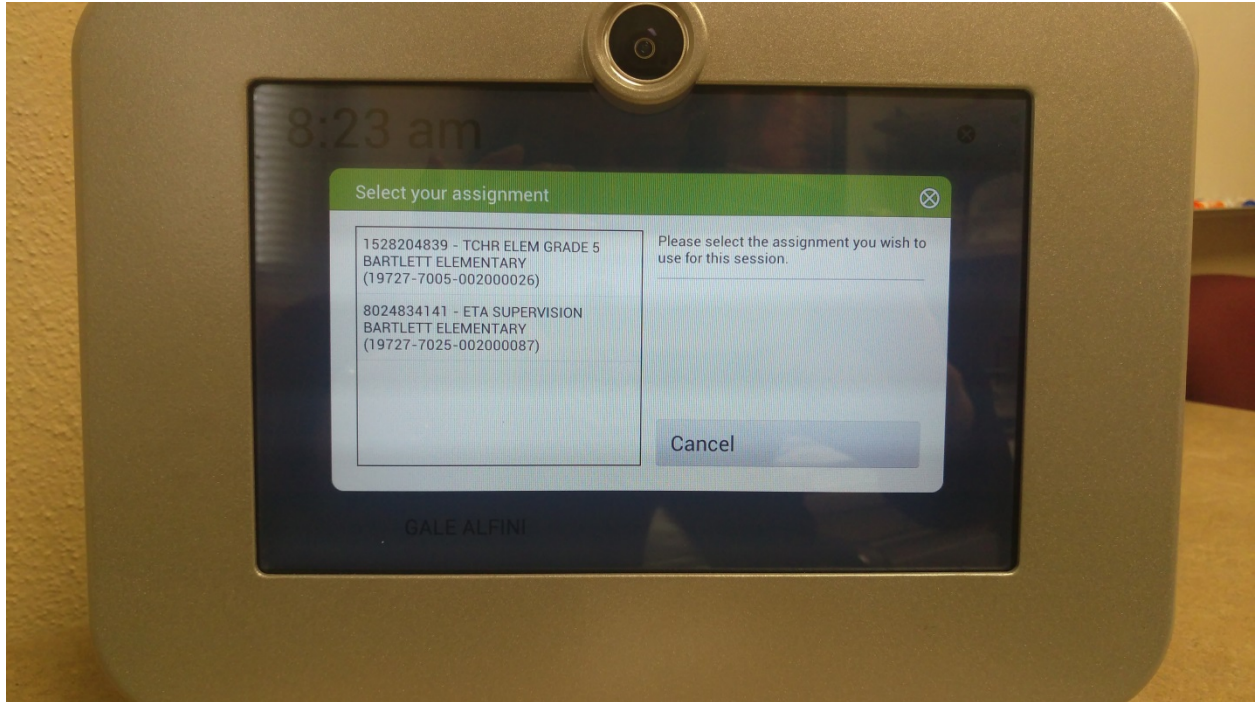 8:23 am
Select your assignment
1528204839 - TCHR ELEM GRADE 5
BARTLETT ELEMENTARY
(19727-7005-002000026)
8024834141 - ETA SUPERVISION
BARTLETT ELEMENTARY
(19727-7025-002000087)
Please select the assignment you wish to
use for this session.
Cancel
GALE ALFINI